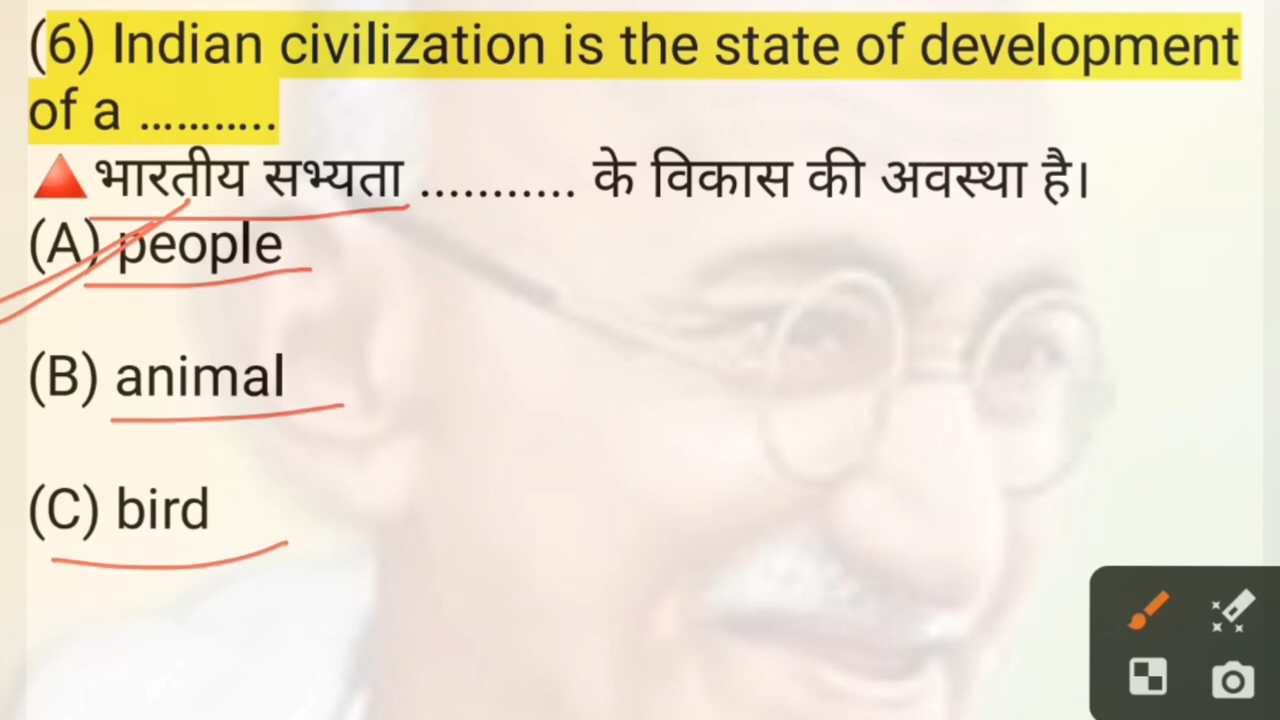 (6) Indian civilization is the state of development
of a ...........
🔺भारतीय सभ्यता ........... के विकास की अवस्था है।
(A) people
(B) animal
(C) bird